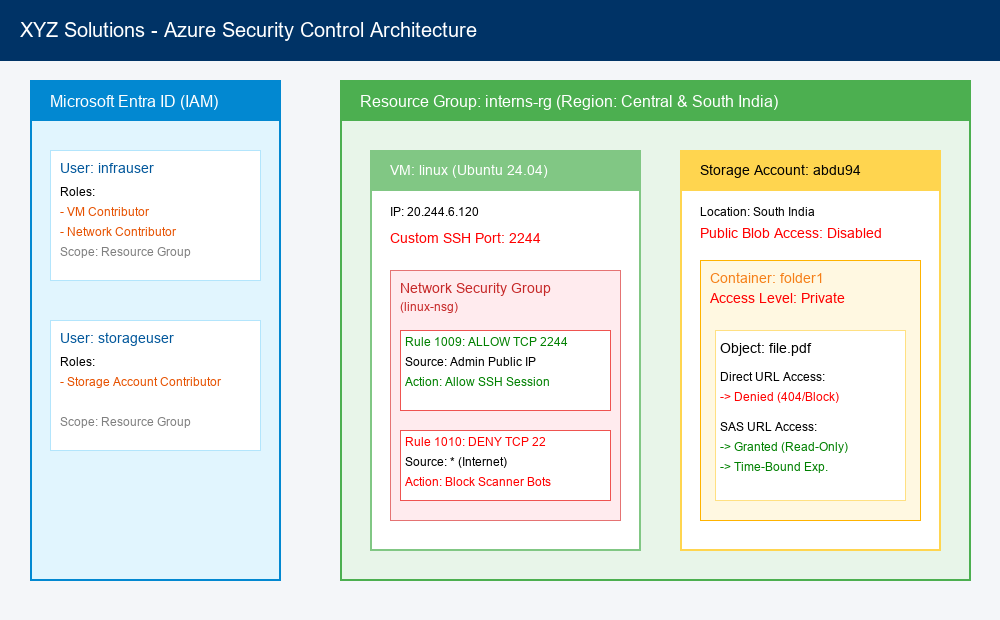 XYZ Solutions - Azure Security Control Architecture
Microsoft Entra ID (IAM)
User: infrauser
Roles:
- VM Contributor
- Network Contributor
Scope: Resource Group
User: storageuser
Roles:
- Storage Account Contributor
Scope: Resource Group
Resource Group: interns-rg (Region: Central & South India)
VM: linux (Ubuntu 24.04)
IP: 20.244.6.120
Custom SSH Port: 2244
Network Security Group
(linux-nsg)
Rule 1009: ALLOW TCP 2244
Source: Admin Public IP
Action: Allow SSH Session
Rule 1010: DENY TCP 22
Source: * (Internet)
Action: Block Scanner Bots
Storage Account: abdu94
Location: South India
Public Blob Access: Disabled
Container: folder1
Access Level: Private
Object: file.pdf
Direct URL Access:
-> Denied (404/Block)
SAS URL Access:
-> Granted (Read-Only)
-> Time-Bound Exp.